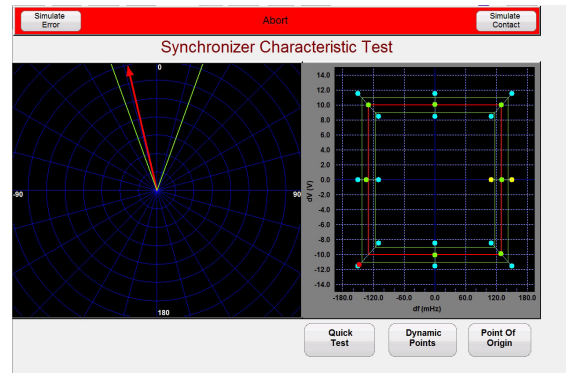 Simulate
Error
Abort
Simulate
Contact
Synchronizer Characteristic Test
0
-90
90
180
dV (V)
14.0
12.0
10.0
8.0
6.0
4.0
2.0
0.0
-2.0
-4.0
-6.0
-8.0
-10.0
-12.0
-14.0
-180.0 -120.0 -60.0 0.0 60.0 120.0 180.0
df (mHz)
Quick
Test
Dynamic
Points
Point Of
Origin